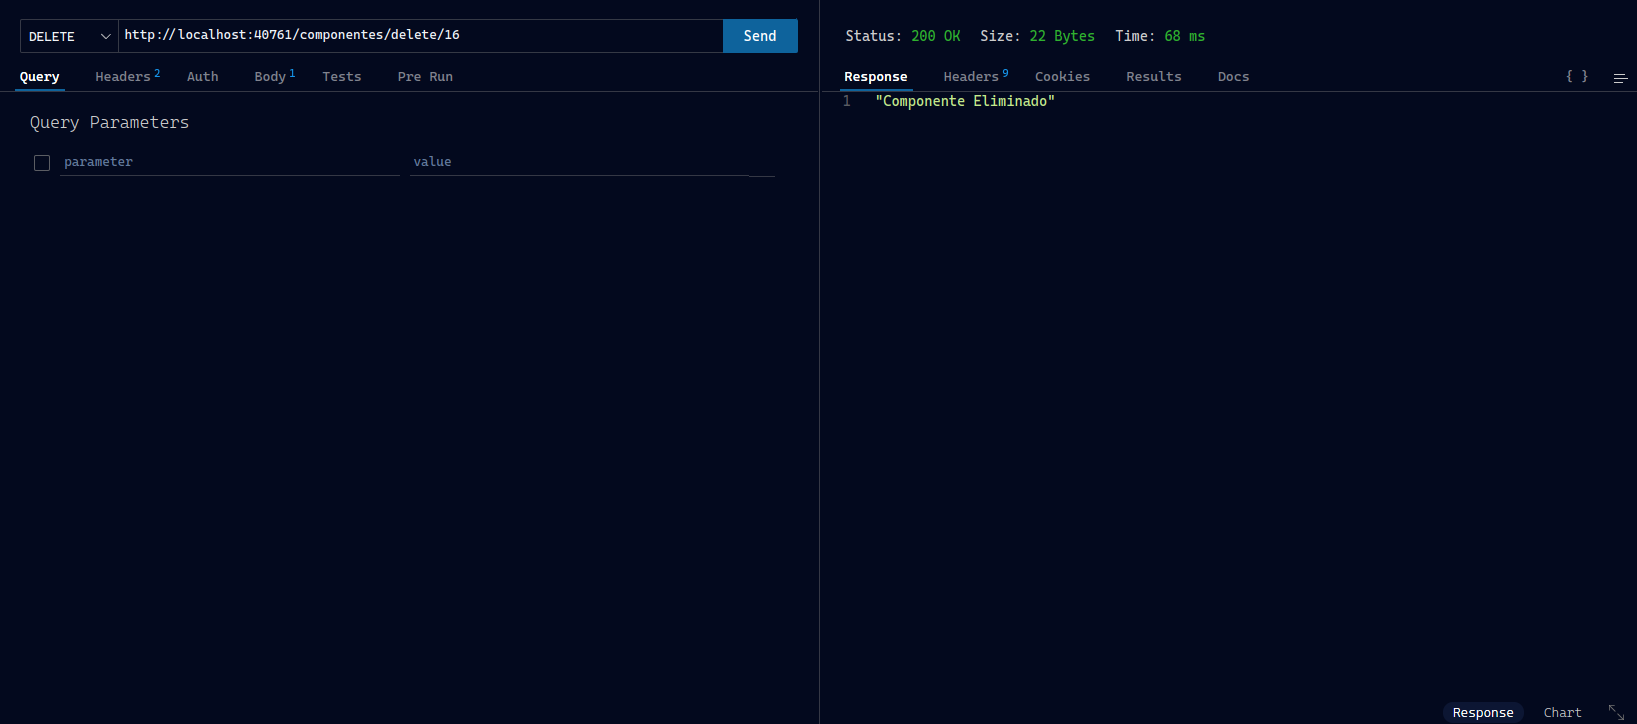 DELETE http://localhost:40761/componentes/delete/16 Send
Query Headers 2 Auth Body 1 Tests Pre Run
Query Parameters
parameter value
Status: 200 OK Size: 22 Bytes Time: 68 ms
Response Headers 9 Cookies Results Docs { }
1 "Componente Eliminado"
Response Chart